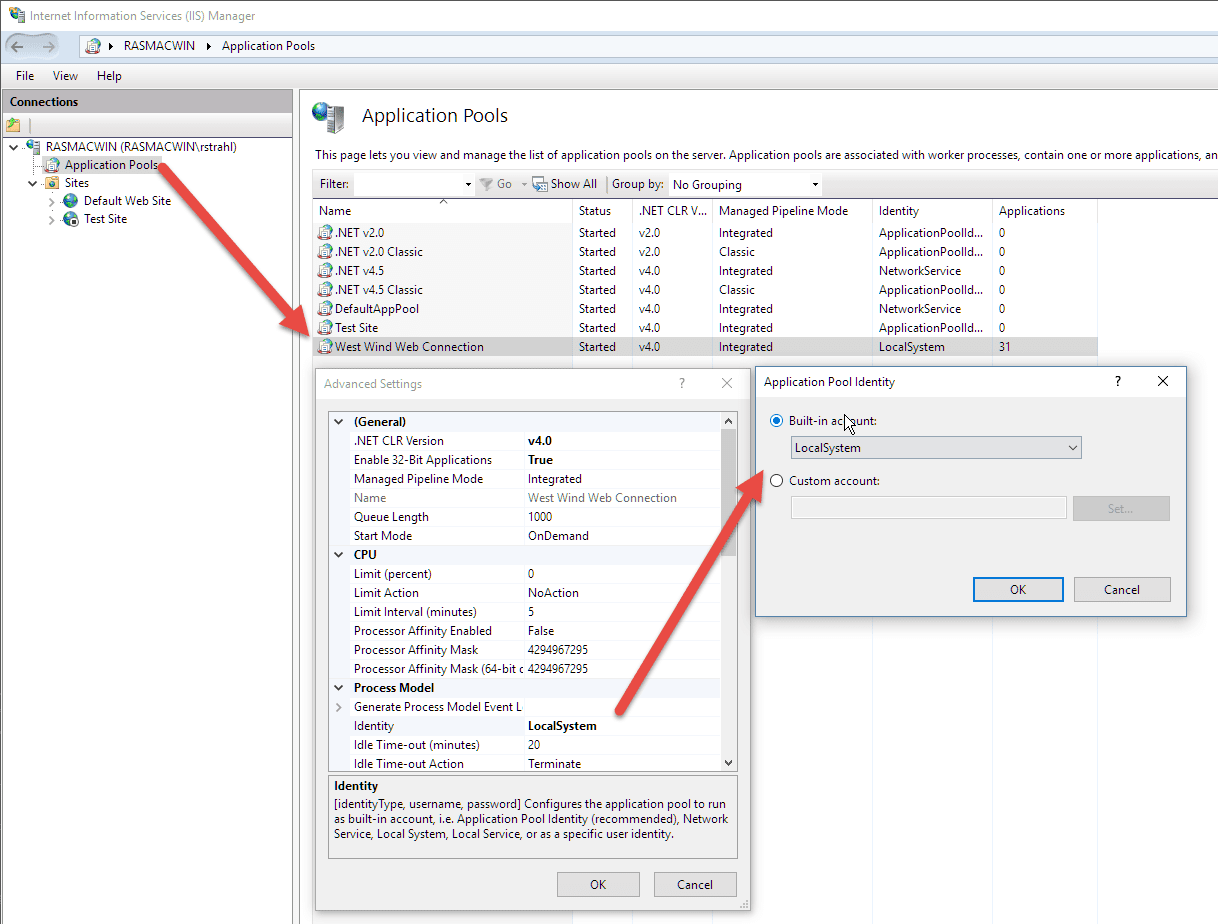 Internet Information Services (IIS) Manager
RASMACWIN Application Pools
File View Help
Connections
RASMACWIN (RASMACWIN\rstrahl)
Application Pools
Sites
Default Web Site
Test Site
Application Pools
This page lets you view and manage the list of application pools on the server. Application pools are associated with worker processes, contain one or more applications, an
Filter: Go Show All Group by: No Grouping
Name Status .NET CLR V... Managed Pipeline Mode Identity Applications
.NET v2.0 Started v2.0 Integrated ApplicationPoolId... 0
.NET v2.0 Classic Started v2.0 Classic ApplicationPoolId... 0
.NET v4.5 Started v4.0 Integrated NetworkService 0
.NET v4.5 Classic Started v4.0 Classic ApplicationPoolId... 0
DefaultAppPool Started v4.0 Integrated NetworkService 0
Test Site Started v4.0 Integrated ApplicationPoolId... 0
West Wind Web Connection Started v4.0 Integrated LocalSystem 31
Advanced Settings ?
(General)
.NET CLR Version v4.0
Enable 32-Bit Applications True
Managed Pipeline Mode Integrated
Name West Wind Web Connection
Queue Length 1000
Start Mode OnDemand
CPU
Limit (percent) 0
Limit Action NoAction
Limit Interval (minutes) 5
Processor Affinity Enabled False
Processor Affinity Mask 4294967295
Processor Affinity Mask (64-bit o 4294967295
Process Model
Generate Process Model Event L
Identity LocalSystem
Idle Time-out (minutes) 20
Idle Time-out Action Terminate
Identity
[identityType, username, password] Configures the application pool to run
as built-in account, i.e. Application Pool Identity (recommended), Network
Service, Local System, Local Service, or as a specific user identity.
OK Cancel
Application Pool Identity ?
Built-in account:
LocalSystem
Custom account:
Set...
OK Cancel